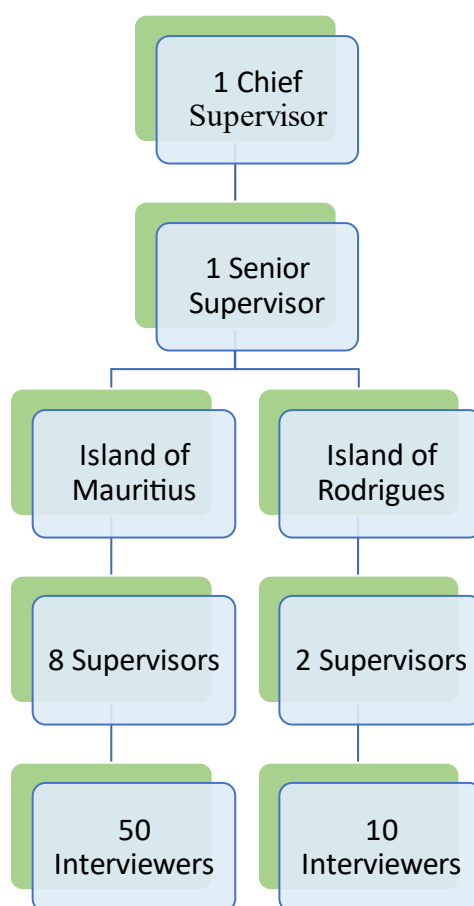 1 Chief
Supervisor
1 Senior
Supervisor
Island of
Mauritius
Island of
Rodrigues
8 Supervisors
2 Supervisors
50
Interviewers
10
Interviewers